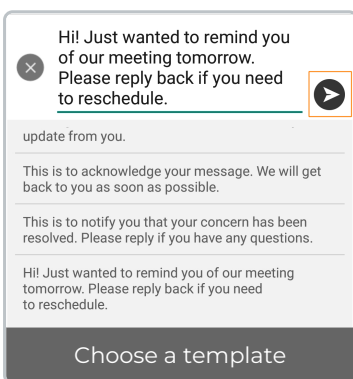 Hi! Just wanted to remind you
of our meeting tomorrow.
Please reply back if you need
to reschedule.
update from you.
This is to acknowledge your message. We will get
back to you as soon as possible.
This is to notify you that your concern has been
resolved. Please reply if you have any questions.
Hi! Just wanted to remind you of our meeting
tomorrow. Please reply back if you need
to reschedule.
Choose a template